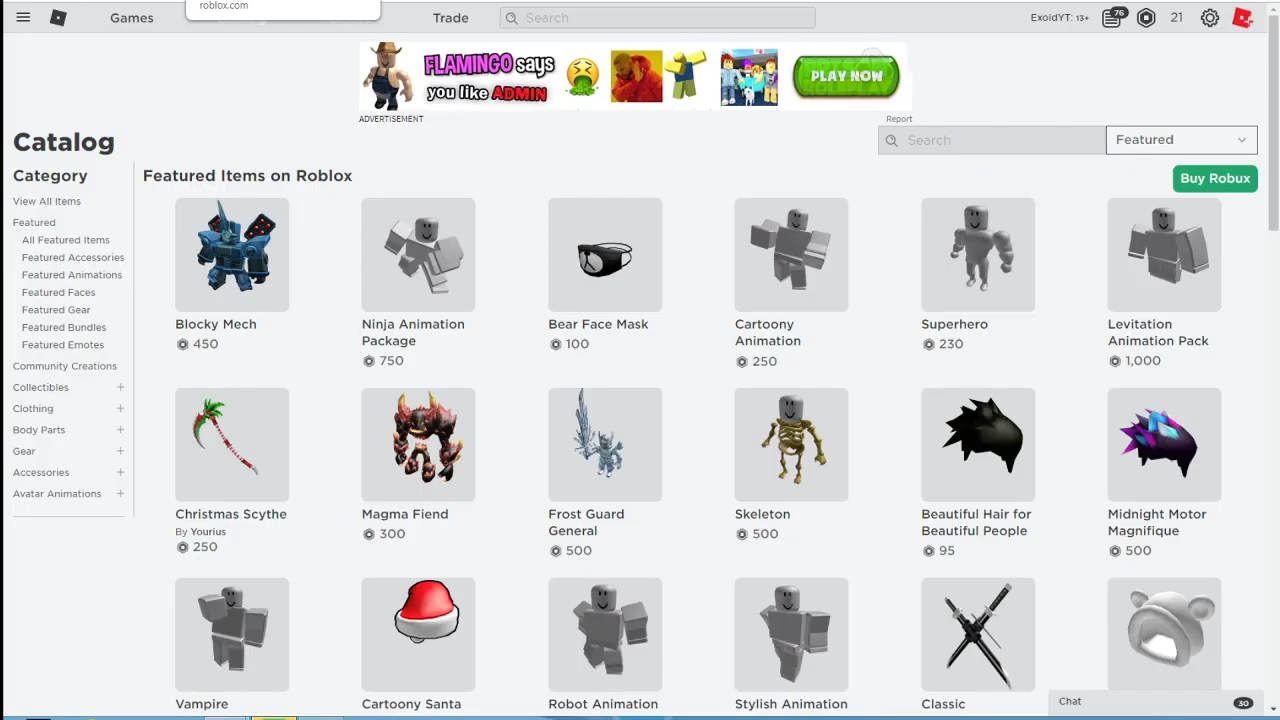 roblox.com
Games
Trade
Search
ExoidYT: 13+
76
21
FLAMINGO says
you like ADMIN
PLAY NOW
ADVERTISEMENT
Report
Catalog
Search
Featured
Category
Featured Items on Roblox
Buy Robux
View All Items
Featured
All Featured Items
Featured Accessories
Featured Animations
Featured Faces
Featured Gear
Featured Bundles
Featured Emotes
Community Creations
Collectibles +
Clothing +
Body Parts +
Gear +
Accessories +
Avatar Animations +
Blocky Mech
450
Ninja Animation
Package
750
Bear Face Mask
100
Cartoony
Animation
250
Superhero
230
Levitation
Animation Pack
1,000
Christmas Scythe
By Yourius
250
Magma Fiend
300
Frost Guard
General
500
Skeleton
500
Beautiful Hair for
Beautiful People
95
Midnight Motor
Magnifique
500
Vampire
Cartoony Santa
Robot Animation
Stylish Animation
Classic
Chat
30